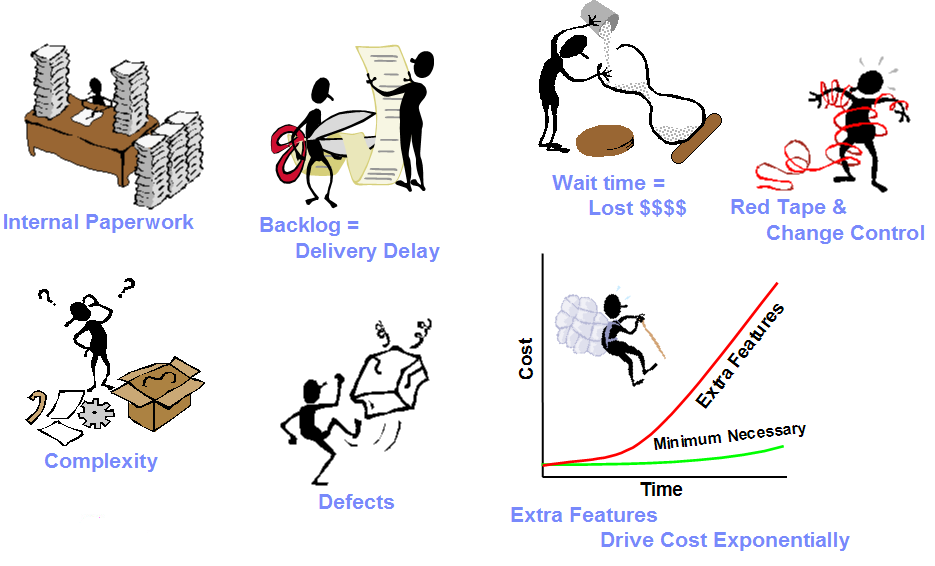 Internal Paperwork
Backlog =
Delivery Delay
Wait time =
Lost $$$$
Red Tape &
Change Control
? ?
Complexity
Defects
Cost
Extra Features
Minimum Necessary
Time
Extra Features
Drive Cost Exponentially